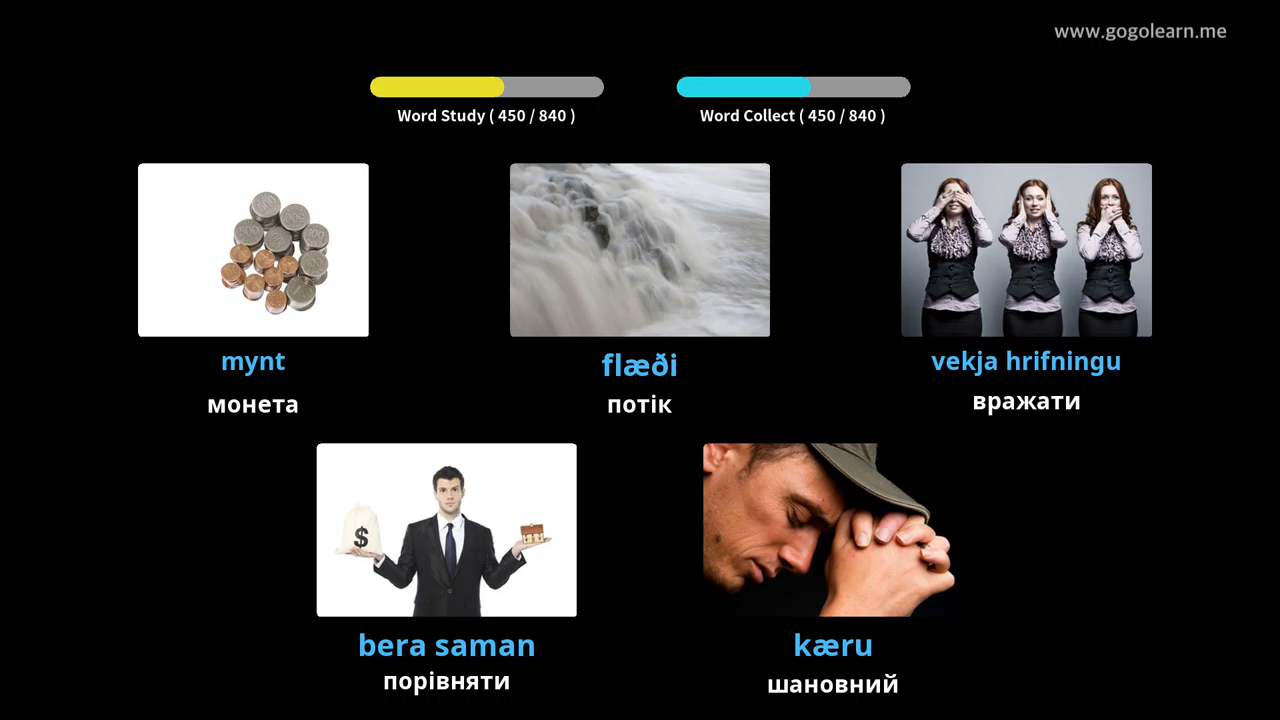 www.gogolearn.me
Word Study ( 450 / 840 )
Word Collect ( 450 / 840 )
mynt
монета
flæði
потік
vekja hrifningu
вражати
$
bera saman
порівняти
kæru
шановний